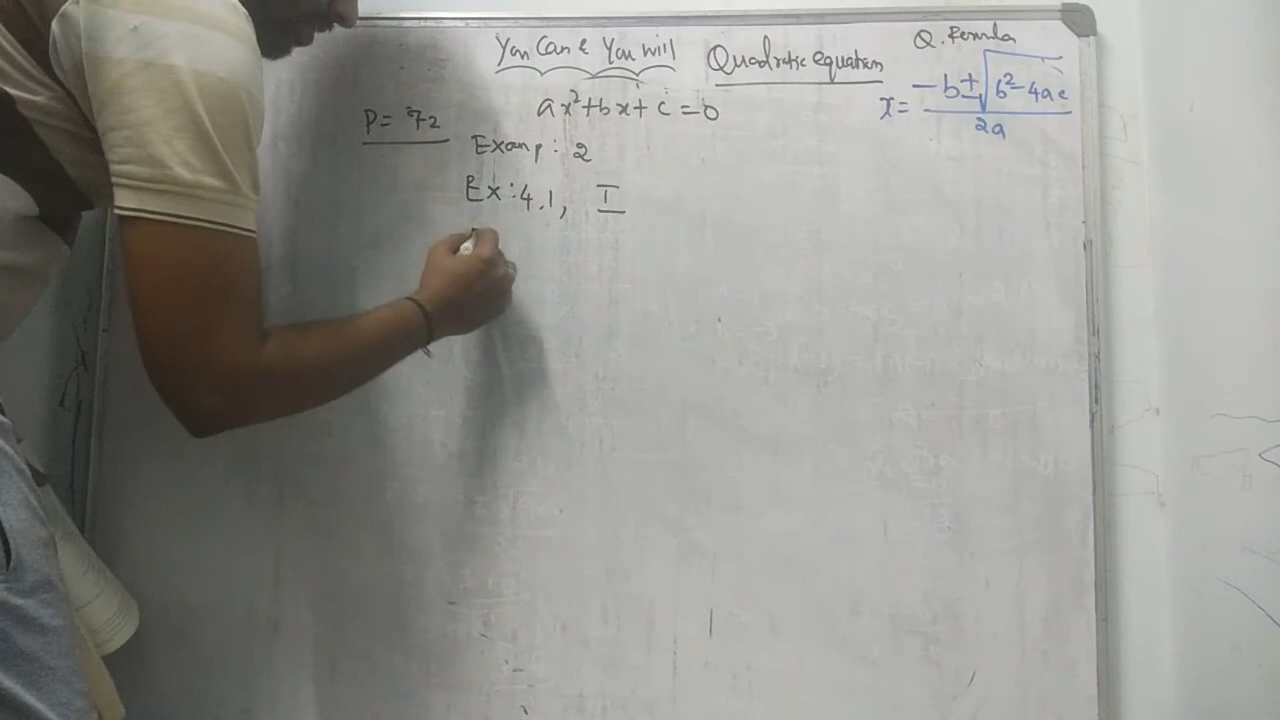 You Can & You will
Quadratic equation
Q. Formula
ax²+bx+c=0
x= -b±√b²-4ac / 2a
P= 72
Examp: 2
Ex: 4.1, I